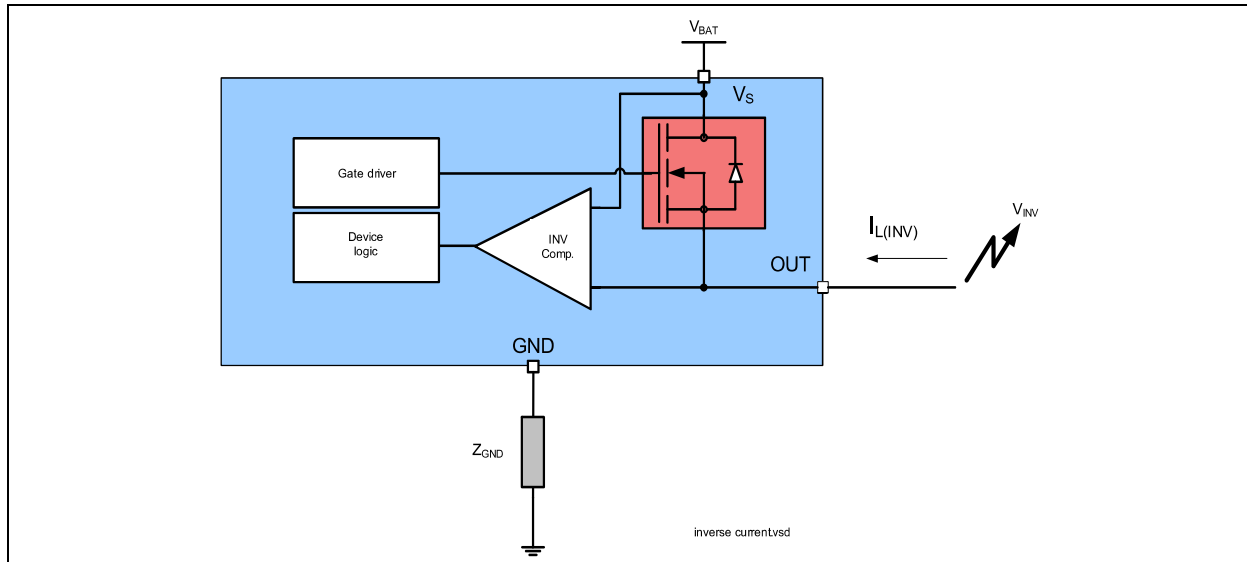 VBAT
VS
Gate driver
Device
logic
INV
Comp.
IL(INV)
VINV
OUT
GND
ZGND
inverse current.vsd